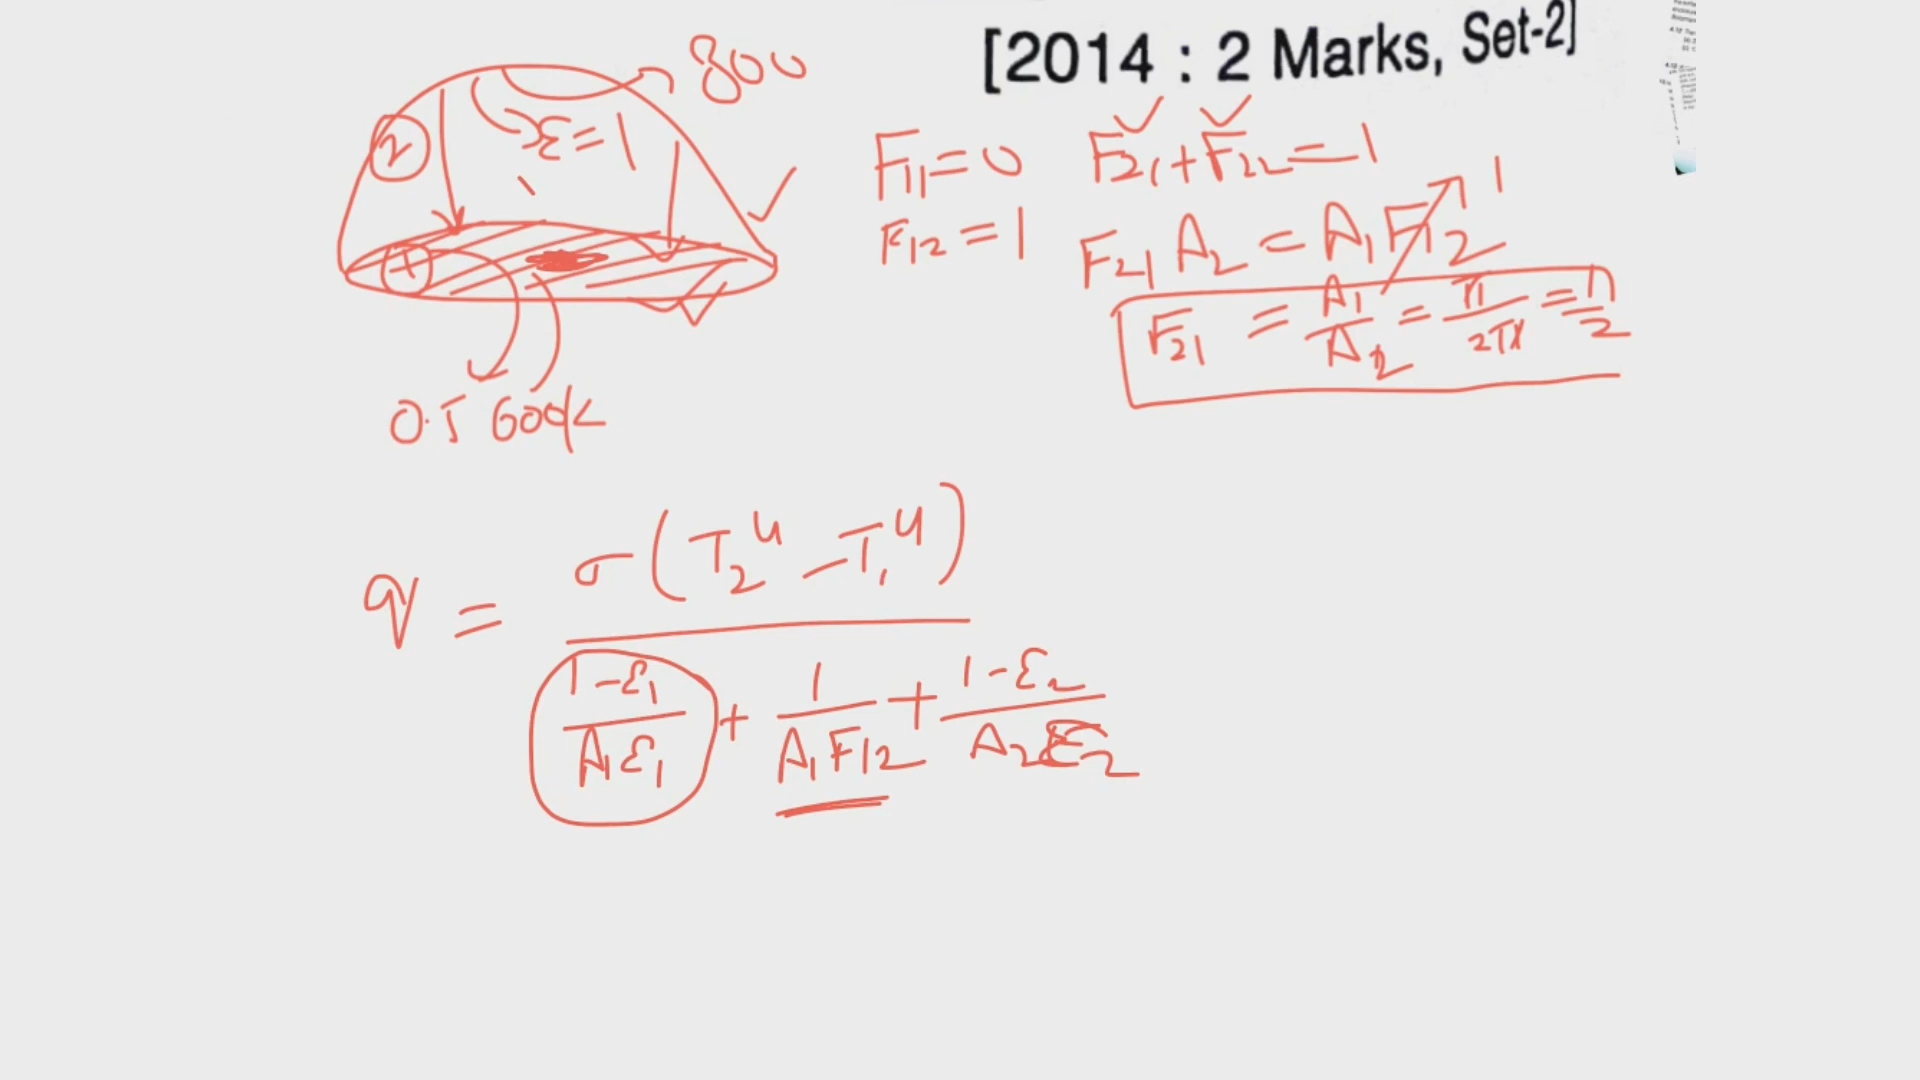 [2014 : 2 Marks, Set-2]
800
ε=1
2
1
0.5 600k
F11=0 F21+F22=1
F12=1 F21 A2 = A1 F12 1
F21 = A1/A2 = π/2π = 1/2
q = σ(T2^4 - T1^4) / (1-ε1/A1ε1 + 1/A1F12 + 1-ε2/A2ε2)